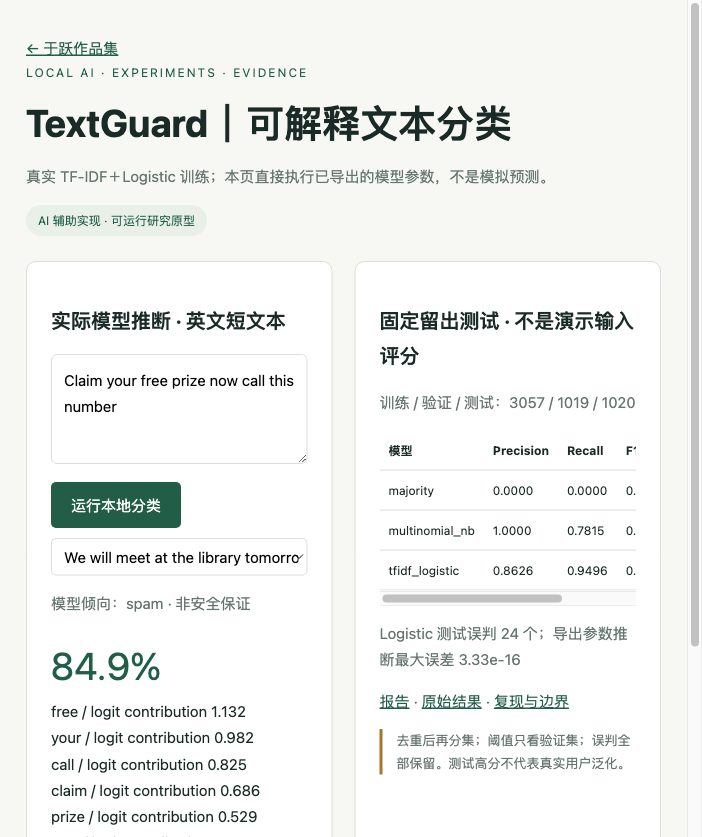 ← 于跃作品集
LOCAL AI · EXPERIMENTS · EVIDENCE
TextGuard｜可解释文本分类
真实 TF-IDF＋Logistic 训练；本页直接执行已导出的模型参数，不是模拟预测。
AI 辅助实现 · 可运行研究原型
实际模型推断 · 英文短文本
Claim your free prize now call this
number
运行本地分类
We will meet at the library tomorro
模型倾向：spam · 非安全保证
84.9%
free / logit contribution 1.132
your / logit contribution 0.982
call / logit contribution 0.825
claim / logit contribution 0.686
prize / logit contribution 0.529
固定留出测试 · 不是演示输入
评分
训练 / 验证 / 测试：3057 / 1019 / 1020
模型 Precision Recall F1
majority 0.0000 0.0000 0.
multinomial_nb 1.0000 0.7815 0.
tfidf_logistic 0.8626 0.9496 0.
Logistic 测试误判 24 个；导出参数推
断最大误差 3.33e-16
报告 · 原始结果 · 复现与边界
去重后再分集；阈值只看验证集；误判全
部保留。测试高分不代表真实用户泛化。